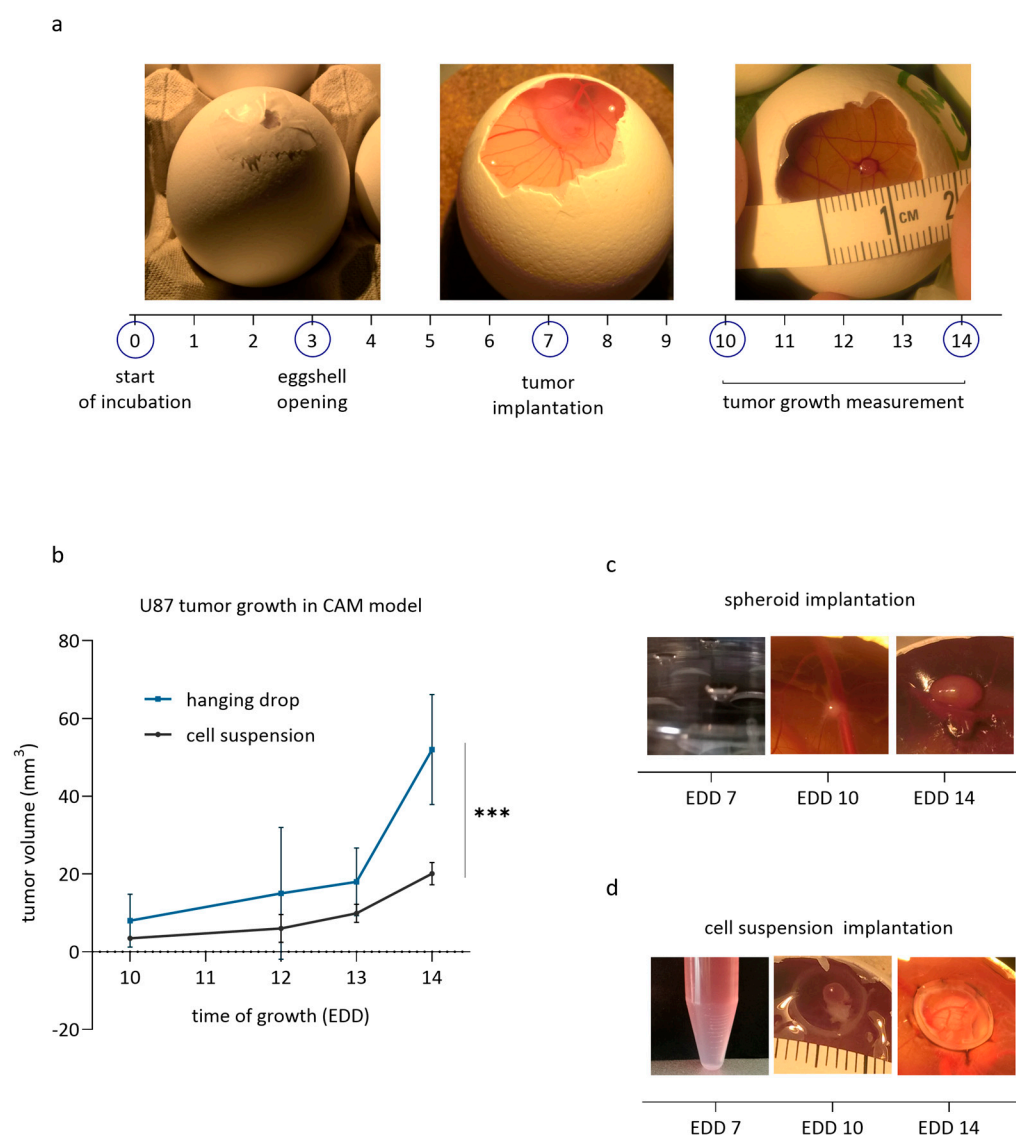 a
1 CM 2
0 1 2 3 4 5 6 7 8 9 10 11 12 13 14
start
of incubation
eggshell
opening
tumor
implantation
tumor growth measurement
b
U87 tumor growth in CAM model
80
60
40
20
0
-20
tumor volume (mm³)
hanging drop
cell suspension
***
10 11 12 13 14
time of growth (EDD)
c
spheroid implantation
EDD 7 EDD 10 EDD 14
d
cell suspension implantation
EDD 7 EDD 10 EDD 14